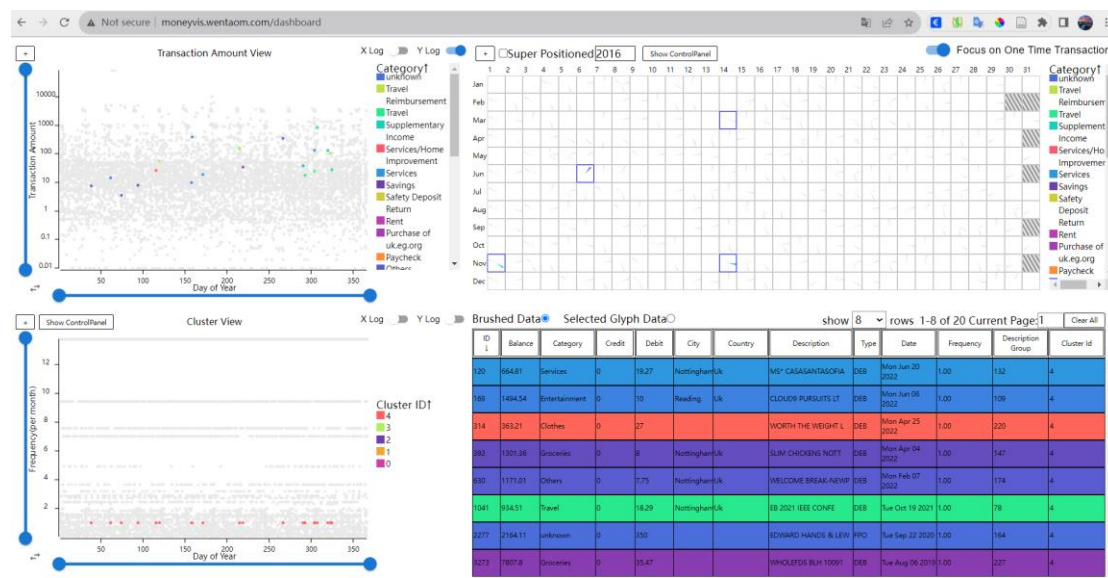 Not secure | moneyvis.wentaom.com/dashboard
+ Transaction Amount View X Log Y Log
Category↑
unknown
Travel
Reimbursement
Travel
Supplementary
Income
Services/Home
Improvement
Services
Savings
Safety Deposit
Return
Rent
Purchase of
uk.eg.org
Paycheck
Others
Transaction Amount
10000
1000
100
10
1
0.1
0.01
50 100 150 200 250 300 350
Day of Year
+ Super Positioned 2016 Show ControlPanel Focus on One Time Transaction
1 2 3 4 5 6 7 8 9 10 11 12 13 14 15 16 17 18 19 20 21 22 23 24 25 26 27 28 29 30 31
Jan
Feb
Mar
Apr
May
Jun
Jul
Aug
Sep
Oct
Nov
Dec
Category↑
unknown
Travel
Reimbursem
Travel
Supplement
Income
Services/Ho
Improvemer
Services
Savings
Safety
Deposit
Return
Rent
Purchase of
uk.eg.org
Paycheck
+ Show ControlPanel Cluster View X Log Y Log
Frequency(per month)
12
10
8
6
4
2
50 100 150 200 250 300 350
Day of Year
Cluster ID↑
4
3
2
1
0
Brushed Data Selected Glyph Data show 8 rows 1-8 of 20 Current Page: 1 Clear All
ID ↓ Balance Category Credit Debit City Country Description Type Date Frequency Description Group Cluster Id
120 664.81 Services 0 19.27 Nottingham Uk MS* CASASANTASOFIA DEB Mon Jun 20 2022 1.00 132 4
169 1494.54 Entertainment 0 10 Reading Uk CLOUD9 PURSUITS LT DEB Mon Jun 06 2022 1.00 109 4
314 363.21 Clothes 0 27 WORTH THE WEIGHT L DEB Mon Apr 25 2022 1.00 220 4
392 1301.36 Groceries 0 8 Nottingham Uk SLIM CHICKENS NOTT DEB Mon Apr 04 2022 1.00 147 4
630 1171.01 Others 0 7.75 Nottingham Uk WELCOME BREAK-NEWP DEB Mon Feb 07 2022 1.00 174 4
1041 934.51 Travel 0 18.29 Nottingham Uk EB 2021 IEEE CONFE DEB Tue Oct 19 2021 1.00 78 4
2277 2164.11 unknown 0 350 EDWARD HANDS & LEW FPO Tue Sep 22 2020 1.00 164 4
3273 7807.8 Groceries 0 35.47 WHOLEFDS BLH 10091 DEB Tue Aug 06 2019 1.00 227 4